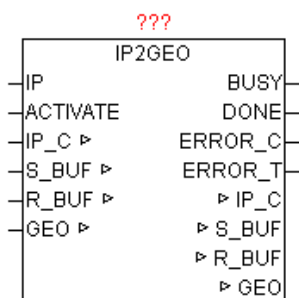 ???
IP2GEO
IP BUSY
ACTIVATE DONE
IP_C ▷ ERROR_C
S_BUF ▷ ERROR_T
R_BUF ▷ ▷ IP_C
GEO ▷ ▷ S_BUF
▷ R_BUF
▷ GEO